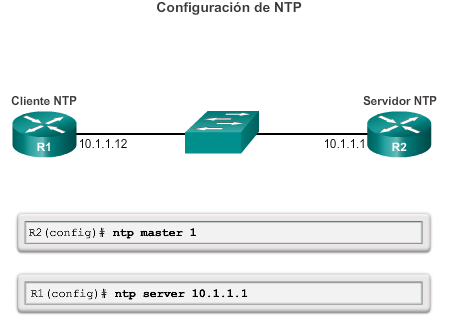 Configuración de NTP
Cliente NTP
Servidor NTP
R1
10.1.1.12
10.1.1.1
R2
R2(config)# ntp master 1
R1(config)# ntp server 10.1.1.1